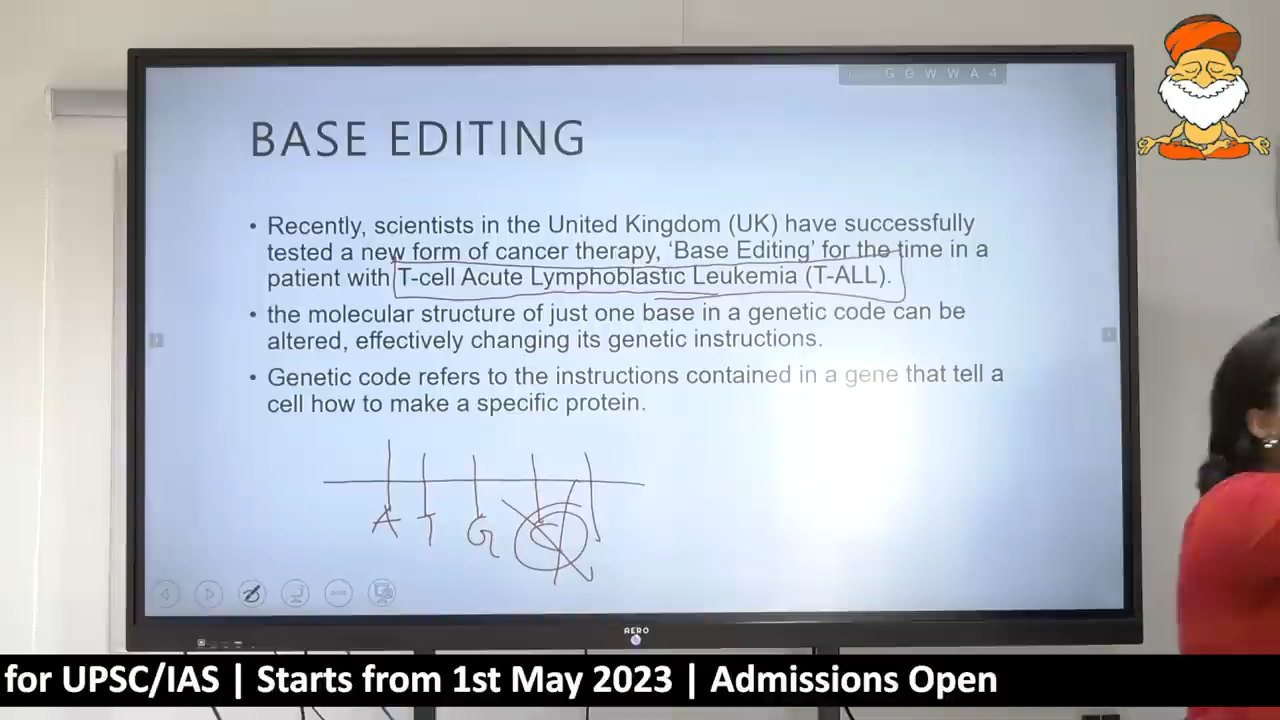 G G W W A 4
BASE EDITING
• Recently, scientists in the United Kingdom (UK) have successfully
tested a new form of cancer therapy, ‘Base Editing’ for the time in a
patient with T-cell Acute Lymphoblastic Leukemia (T-ALL).
• the molecular structure of just one base in a genetic code can be
altered, effectively changing its genetic instructions.
• Genetic code refers to the instructions contained in a gene that tell a
cell how to make a specific protein.
A T G C
AERO
for UPSC/IAS | Starts from 1st May 2023 | Admissions Open